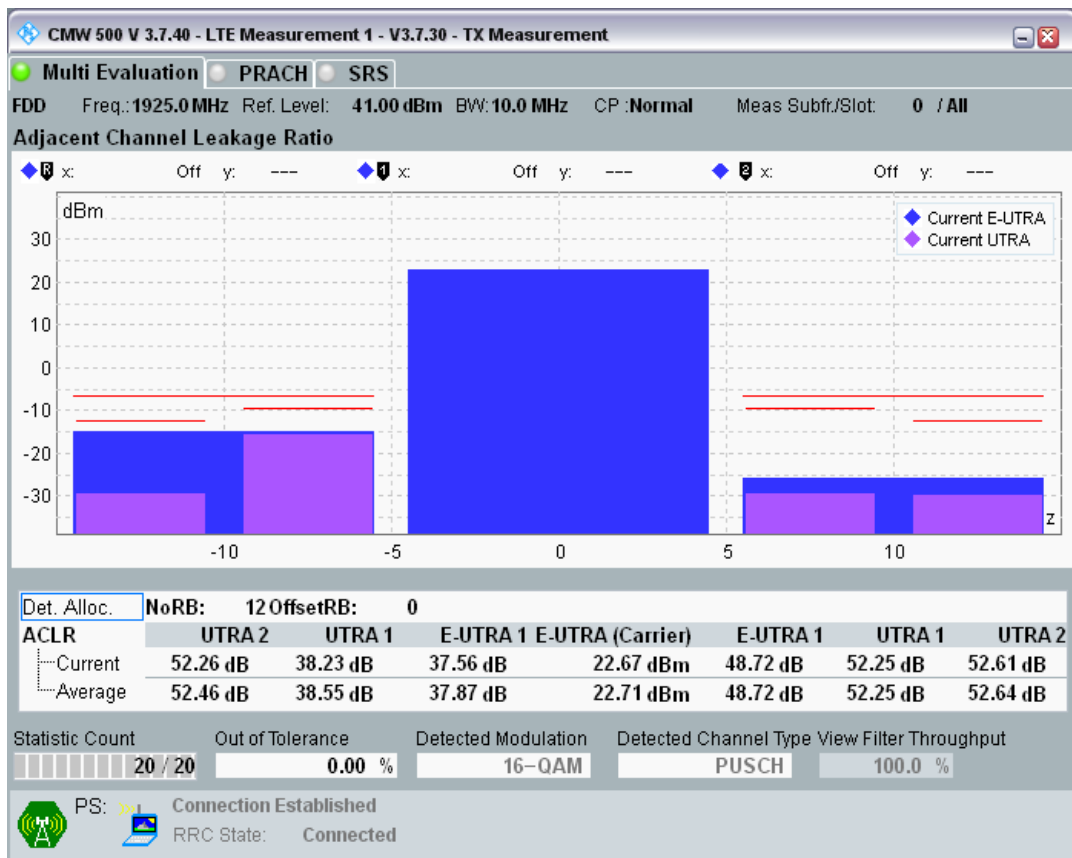 CMW 500 V 3.7.40 - LTE Measurement 1 - V3.7.30 - TX Measurement
Multi Evaluation PRACH SRS
FDD Freq.: 1925.0 MHz Ref. Level: 41.00 dBm BW: 10.0 MHz CP :Normal Meas Subfr./Slot: 0 / All
Adjacent Channel Leakage Ratio
R x: Off y: --- 1 x: Off y: --- 2 x: Off y: ---
dBm
Current E-UTRA
Current UTRA
30
20
10
0
-10
-20
-30
z
-10 -5 0 5 10
Det. Alloc. NoRB: 12 OffsetRB: 0
ACLR UTRA 2 UTRA 1 E-UTRA 1 E-UTRA (Carrier) E-UTRA 1 UTRA 1 UTRA 2
Current 52.26 dB 38.23 dB 37.56 dB 22.67 dBm 48.72 dB 52.25 dB 52.61 dB
Average 52.46 dB 38.55 dB 37.87 dB 22.71 dBm 48.72 dB 52.25 dB 52.64 dB
Statistic Count Out of Tolerance Detected Modulation Detected Channel Type View Filter Throughput
20 / 20 0.00 % 16-QAM PUSCH 100.0 %
PS: Connection Established
RRC State: Connected